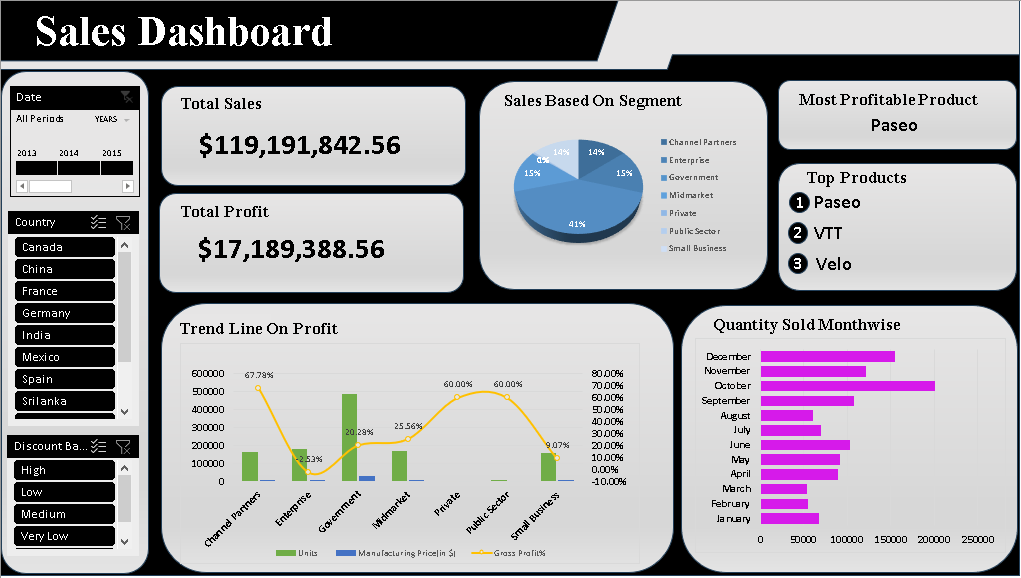 Sales Dashboard
Date
All Periods
YEARS
2013 2014 2015
Country
Canada
China
France
Germany
India
Mexico
Spain
Srilanka
Discount Ba...
High
Low
Medium
Very Low
Total Sales
$119,191,842.56
Total Profit
$17,189,388.56
Sales Based On Segment
14%
14%
15%
15%
41%
Channel Partners
Enterprise
Government
Midmarket
Private
Public Sector
Small Business
Most Profitable Product
Paseo
Top Products
1 Paseo
2 VTT
3 Velo
Trend Line On Profit
600000
500000
400000
300000
200000
100000
0
67.78%
-2.53%
20.28%
25.56%
60.00%
60.00%
9.07%
80.00%
70.00%
60.00%
50.00%
40.00%
30.00%
20.00%
10.00%
0.00%
-10.00%
Channel Partners
Enterprise
Government
Midmarket
Private
Public Sector
Small Business
Units
Manufacturing Price(in $)
Gross Profit%
Quantity Sold Monthwise
December
November
October
September
August
July
June
May
April
March
February
January
0 50000 100000 150000 200000 250000